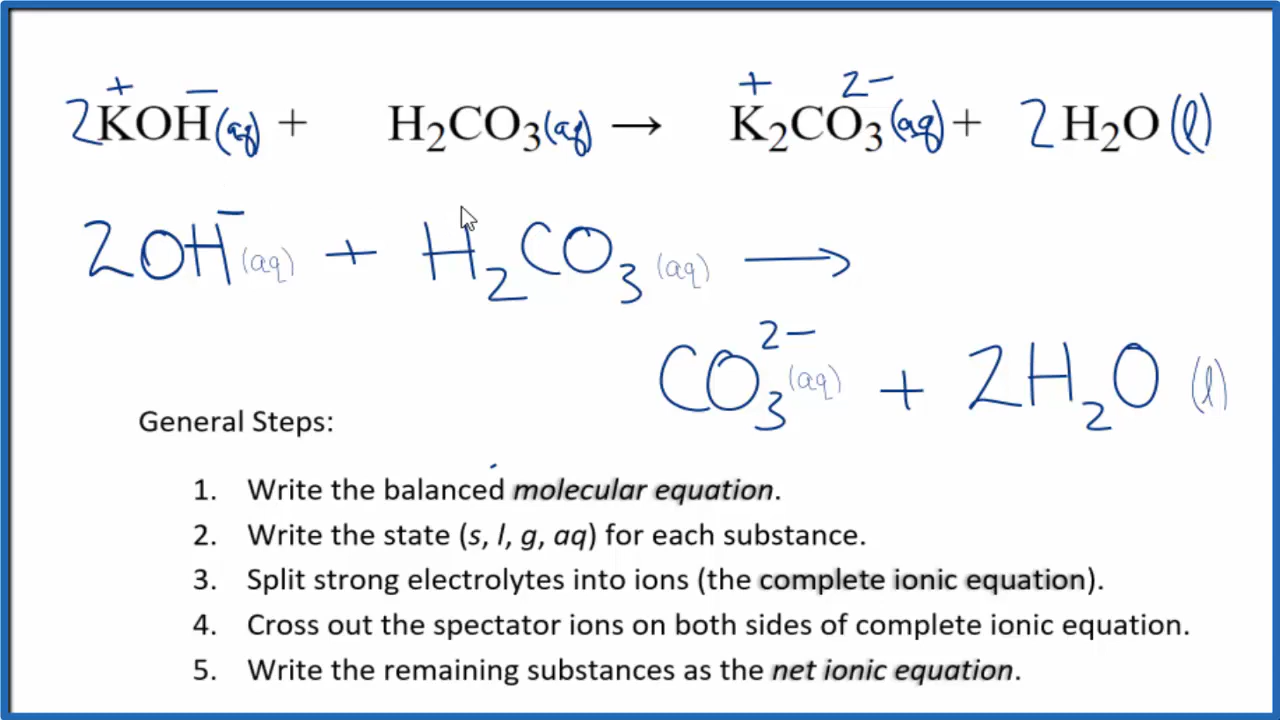 2KOH(aq) + H₂CO₃(aq) → K₂CO₃(aq) + 2H₂O(l)
+ − + 2−
2OH⁻(aq) + H₂CO₃(aq) ⟶
CO₃²⁻(aq) + 2H₂O(l)
General Steps:
1. Write the balanced molecular equation.
2. Write the state (s, l, g, aq) for each substance.
3. Split strong electrolytes into ions (the complete ionic equation).
4. Cross out the spectator ions on both sides of complete ionic equation.
5. Write the remaining substances as the net ionic equation.